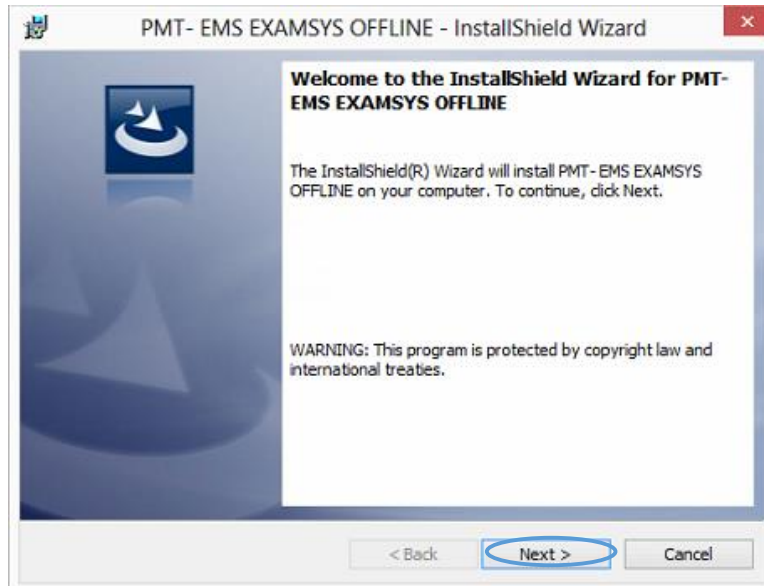 PMT- EMS EXAMSYS OFFLINE - InstallShield Wizard
Welcome to the InstallShield Wizard for PMT-
EMS EXAMSYS OFFLINE
The InstallShield(R) Wizard will install PMT- EMS EXAMSYS
OFFLINE on your computer. To continue, click Next.
WARNING: This program is protected by copyright law and
international treaties.
< Back Next > Cancel